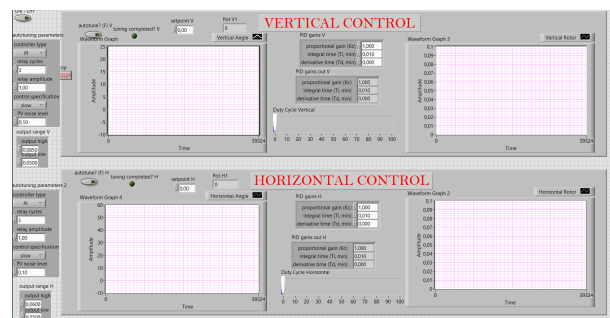 ON - OFF
autotune? (F) V
tuning completed? V
setpoint V
0,00
Pot V1
0
VERTICAL CONTROL
autotuning parameters
controller type
PI
relay cycles
3
relay amplitude
1,00
control specification
slow
PV noise level
0,10
output range V
output high
0,0850
output low
0,0500
Waveform Graph
Vertical Angle
Amplitude
25
20
15
10
5
0
-5
-10
0
39324
Time
PID gains V
proportional gain (Kc) 1,000
integral time (Ti, min) 0,010
derivative time (Td, min) 0,000
PID gains out V
proportional gain (Kc) 1,000
integral time (Ti, min) 0,010
derivative time (Td, min) 0,000
Duty Cycle Vertical
0 10 20 30 40 50 60 70 80 90 100
Waveform Graph 3
Vertical Rotor
Amplitude
0,1
0,09
0,08
0,07
0,06
0,05
0,04
0,03
0,02
0,01
0
0
39324
Time
autotune? (F) H
tuning completed? H
setpoint H
0,00
Pot H1
0
HORIZONTAL CONTROL
autotuning parameters 2
controller type
PI
relay cycles
3
relay amplitude
1,00
control specification
slow
PV noise level
0,10
output range H
output high
0,0600
output low
0,0500
Waveform Graph 4
Horizontal Angle
Amplitude
60
50
40
30
20
10
0
-10
0
39324
Time
PID gains H
proportional gain (Kc) 1,000
integral time (Ti, min) 0,010
derivative time (Td, min) 0,000
PID gains out H
proportional gain (Kc) 1,000
integral time (Ti, min) 0,010
derivative time (Td, min) 0,000
Duty Cycle Horizontal
0 10 20 30 40 50 60 70 80 90 100
Waveform Graph 2
Horizontal Rotor
Amplitude
0,1
0,09
0,08
0,07
0,06
0,05
0,04
0,03
0,02
0,01
0
0
39324
Time